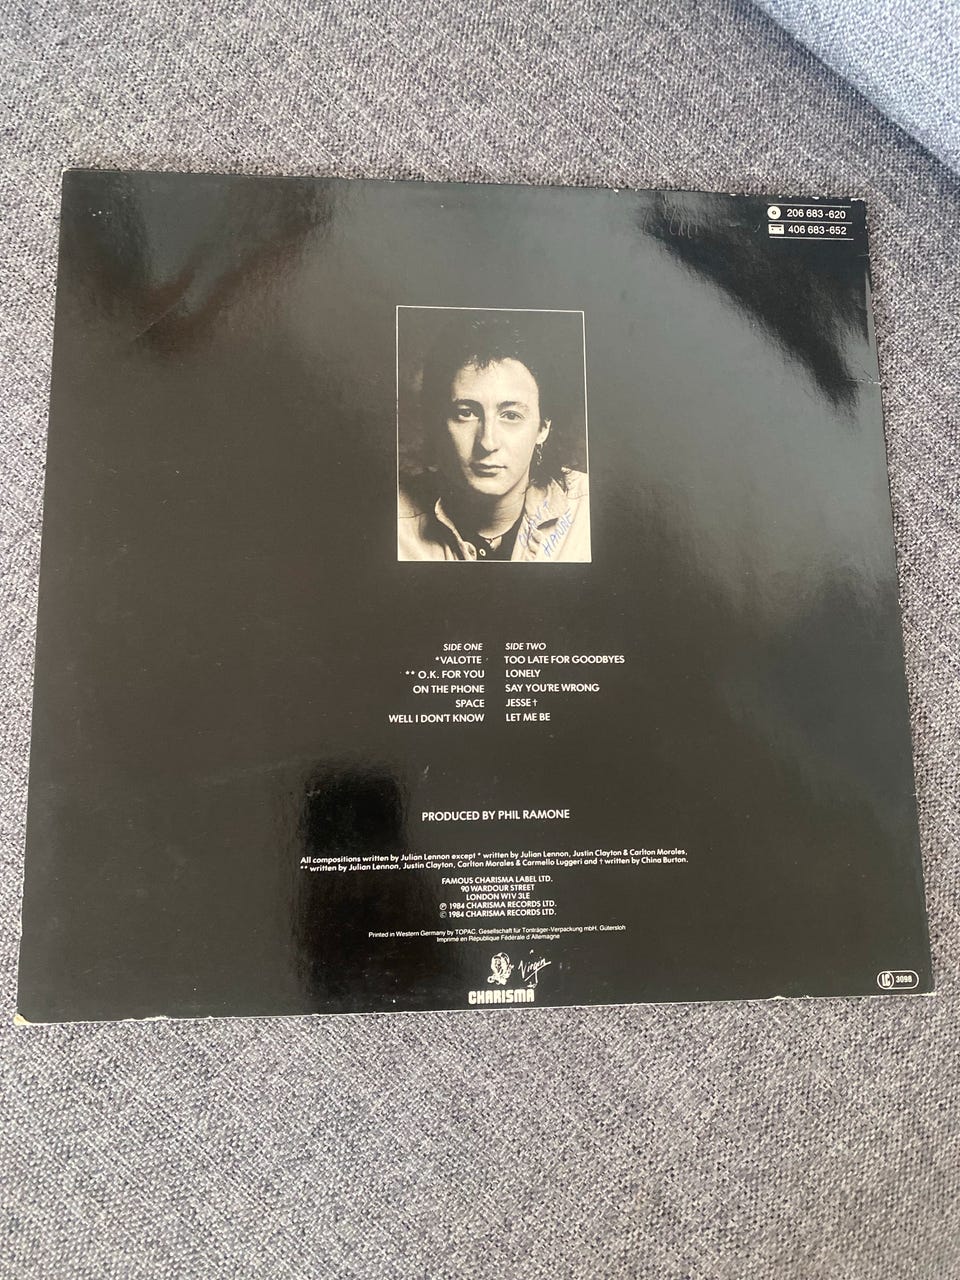 206 683-620
406 683-652
HAIDIE
SIDE ONE SIDE TWO
*VALOTTE TOO LATE FOR GOODBYES
** O.K. FOR YOU LONELY
ON THE PHONE SAY YOU'RE WRONG
SPACE JESSE †
WELL I DON'T KNOW LET ME BE
PRODUCED BY PHIL RAMONE
All compositions written by Julian Lennon except * written by Julian Lennon, Justin Clayton & Carlton Morales,
** written by Julian Lennon, Justin Clayton, Carlton Morales & Carmello Luggeri and † written by China Burton.
FAMOUS CHARISMA LABEL LTD.
90 WARDOUR STREET
LONDON W1V 3LE
℗ 1984 CHARISMA RECORDS LTD.
© 1984 CHARISMA RECORDS LTD.
Printed in Western Germany by TOPAC, Gesellschaft für Tonträger-Verpackung mbH, Gütersloh
Imprimé en République Fédérale d'Allemagne
Virgin
CHARISMA
LC 3098